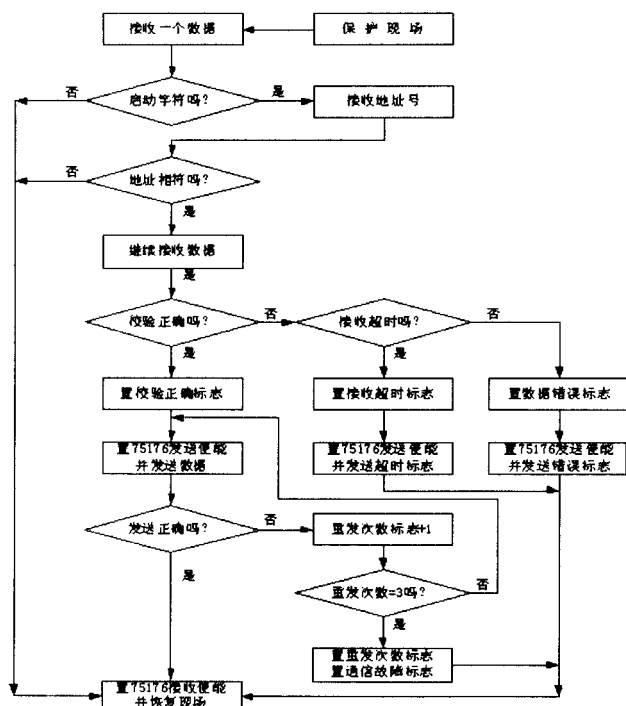 接收一个数据
保护现场
否
启动字符吗?
是
接收地址号
否
地址相符吗?
是
继续接收数据
是
校验正确吗?
否
接收超时吗?
否
是
是
置校验正确标志
置接收超时标志
置数据错误标志
置75176发送使能
并发送数据
置75176发送使能
并发送超时标志
置75176发送使能
并发送错误标志
发送正确吗?
否
重发次数标志+1
是
重发次数=3吗?
否
是
置重发次数标志
置通信故障标志
置75176接收使能
并恢复现场